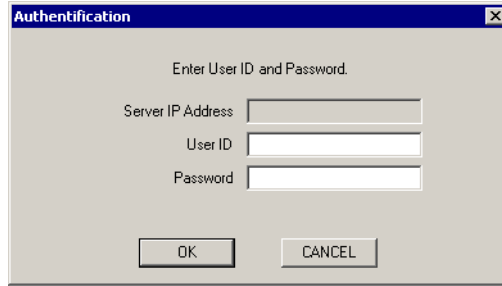 Authentification
Enter User ID and Password.
Server IP Address
User ID
Password
OK CANCEL